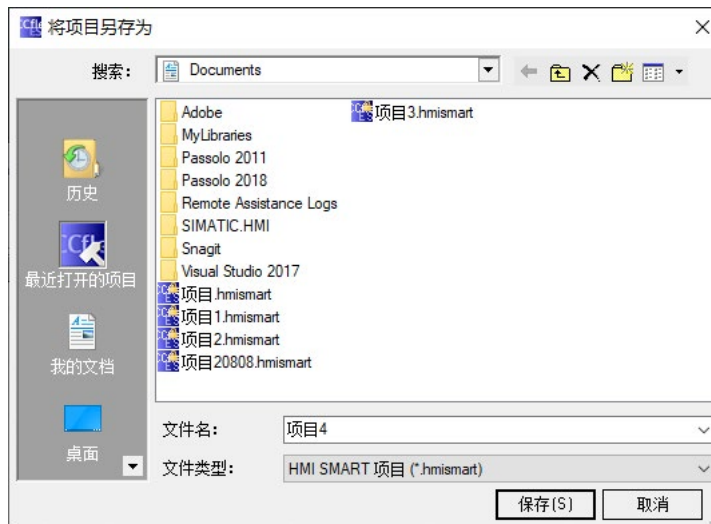 将项目另存为
搜索: Documents
历史
最近打开的项目
我的文档
桌面
Adobe
MyLibraries
Passolo 2011
Passolo 2018
Remote Assistance Logs
SIMATIC.HMI
Snagit
Visual Studio 2017
项目.hmismart
项目1.hmismart
项目2.hmismart
项目20808.hmismart
项目3.hmismart
文件名: 项目4
文件类型: HMI SMART 项目 (*.hmismart)
保存(S) 取消